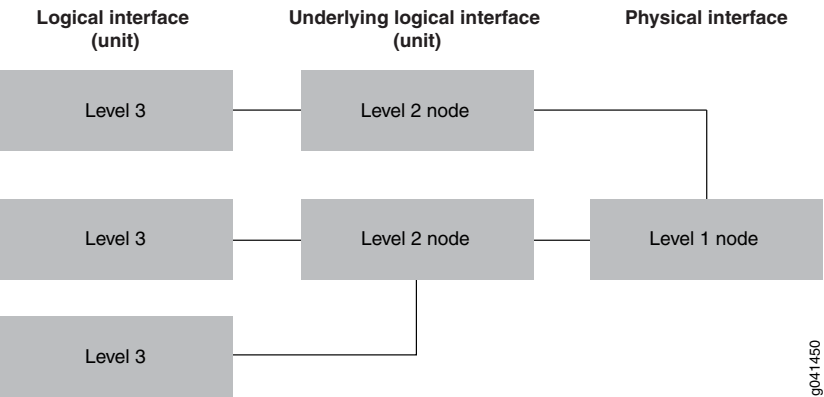 Logical interface
(unit)
Underlying logical interface
(unit)
Physical interface
Level 3
Level 2 node
Level 3
Level 2 node
Level 1 node
Level 3
g041450